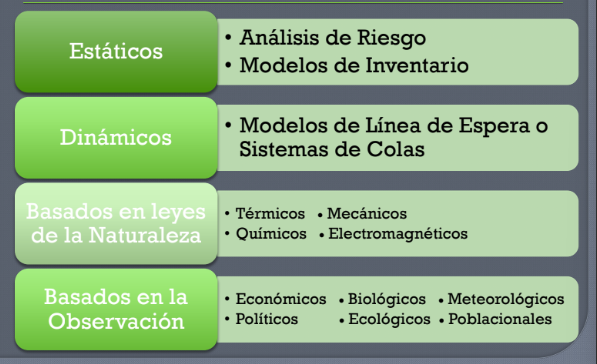 Estáticos
• Análisis de Riesgo
• Modelos de Inventario
Dinámicos
• Modelos de Línea de Espera o
Sistemas de Colas
Basados en leyes
de la Naturaleza
• Térmicos • Mecánicos
• Químicos • Electromagnéticos
Basados en la
Observación
• Económicos • Biológicos • Meteorológicos
• Políticos • Ecológicos • Poblacionales